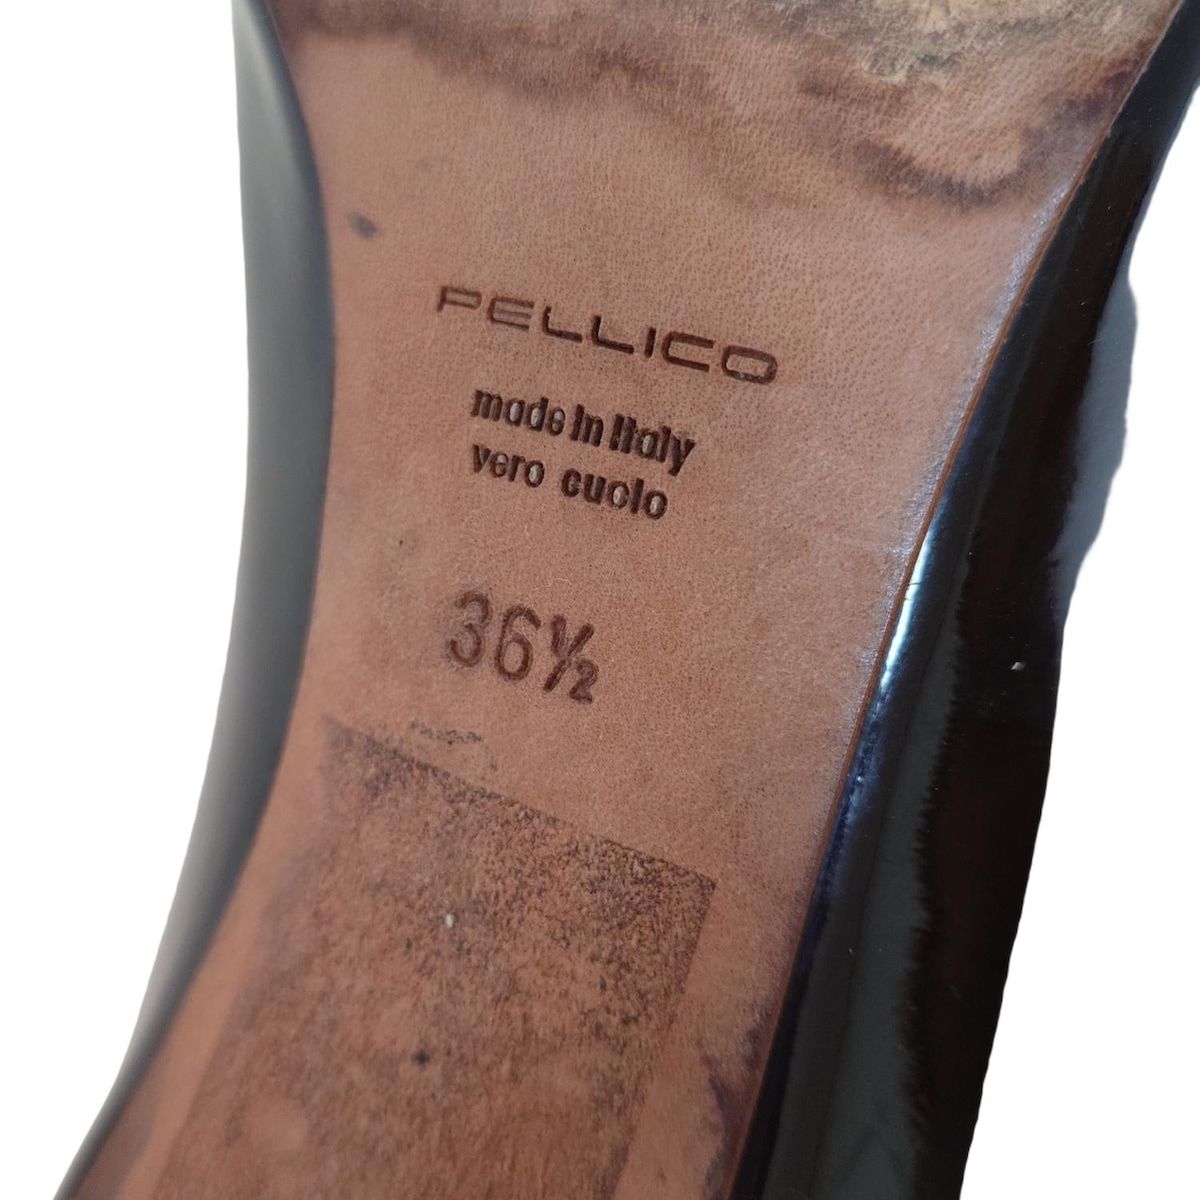 PELLICO
made in Italy
vero cuoio
36½